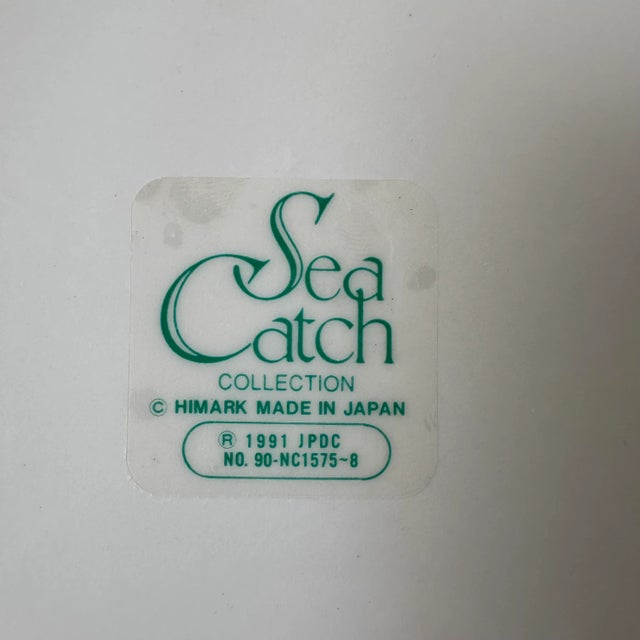 Sea
Catch
COLLECTION
© HIMARK MADE IN JAPAN
® 1991 JPDC
NO. 90-NC1575~8